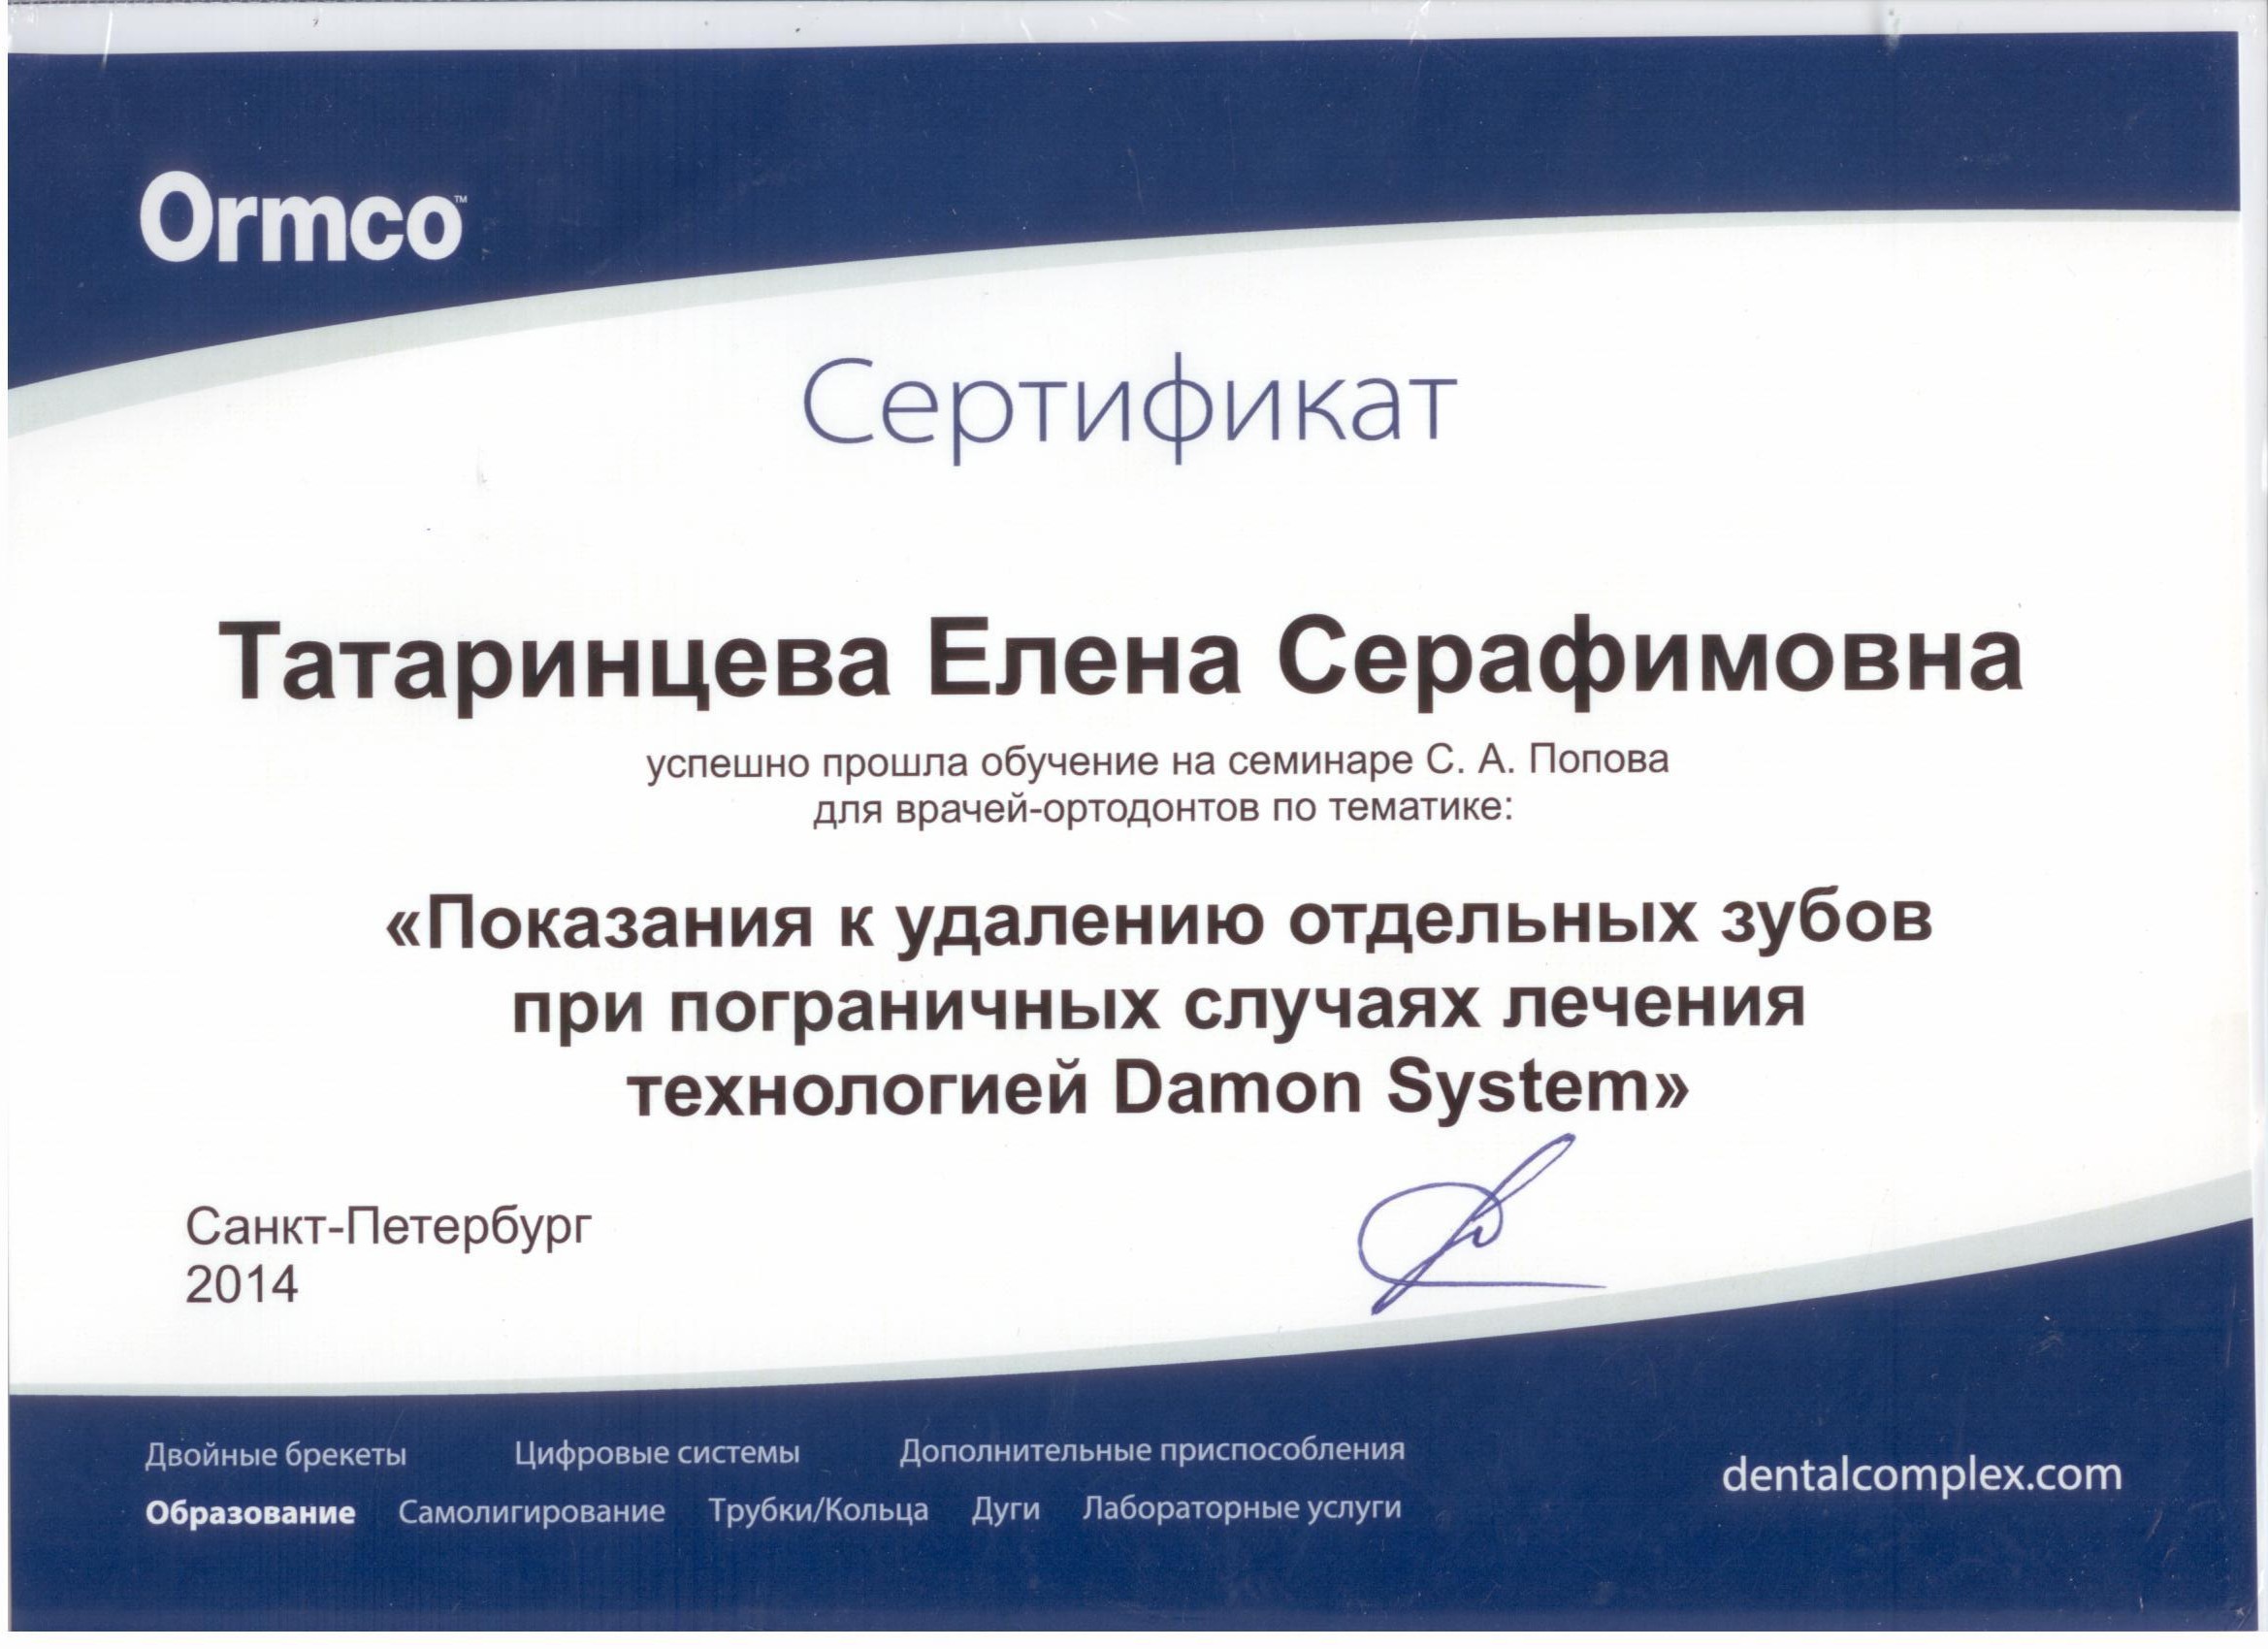 Ormco™
Сертификат
Татаринцева Елена Серафимовна
успешно прошла обучение на семинаре С. А. Попова
для врачей-ортодонтов по тематике:
«Показания к удалению отдельных зубов
при пограничных случаях лечения
технологией Damon System»
Санкт-Петербург
2014
Двойные брекеты Цифровые системы Дополнительные приспособления
Образование Самолигирование Трубки/Кольца Дуги Лабораторные услуги
dentalcomplex.com